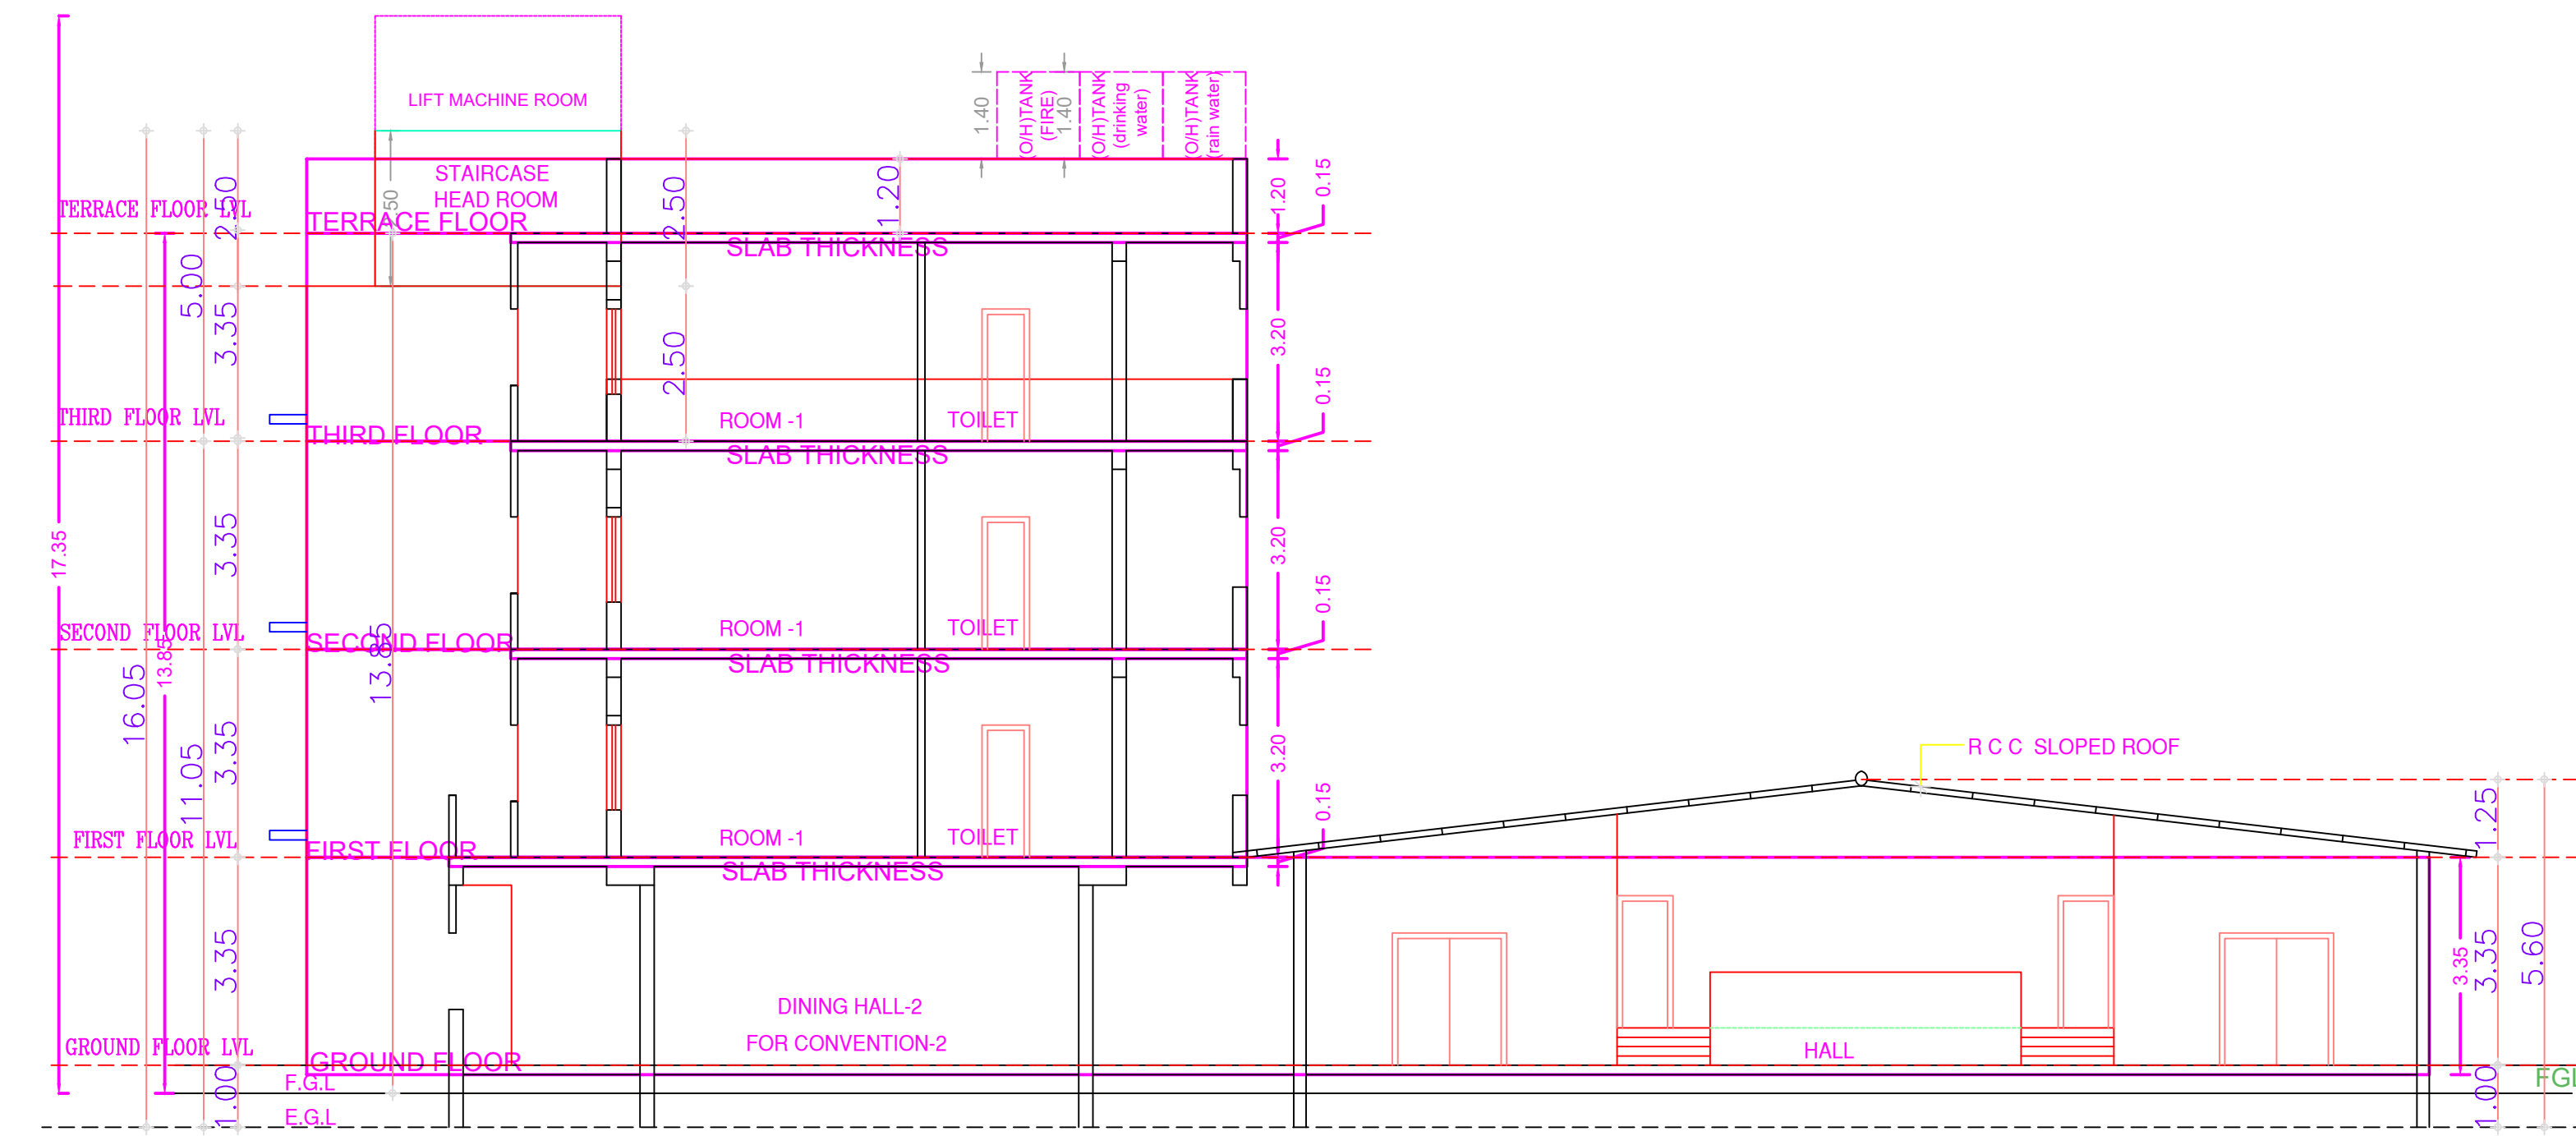 LIFT MACHINE ROOM
1.40
(O/H)TANK
(FIRE)
1.40
(O/H)TANK
(drinking
water)
(O/H)TANK
(rain water)
STAIRCASE
HEAD ROOM
TERRACE FLOOR LVL
TERRACE FLOOR
2.50
2.50
1.20
1.20
0.15
SLAB THICKNESS
5.00
3.35
2.50
3.20
0.15
THIRD FLOOR LVL
THIRD FLOOR
ROOM -1
TOILET
SLAB THICKNESS
17.35
3.35
3.20
0.15
SECOND FLOOR LVL
SECOND FLOOR
ROOM -1
TOILET
SLAB THICKNESS
16.05
13.85
13.85
11.05
3.35
3.20
0.15
R C C SLOPED ROOF
FIRST FLOOR LVL
FIRST FLOOR
ROOM -1
TOILET
SLAB THICKNESS
1.25
3.35
3.35
3.35
5.60
DINING HALL-2
FOR CONVENTION-2
HALL
GROUND FLOOR LVL
GROUND FLOOR
F.G.L
E.G.L
1.00
1.00